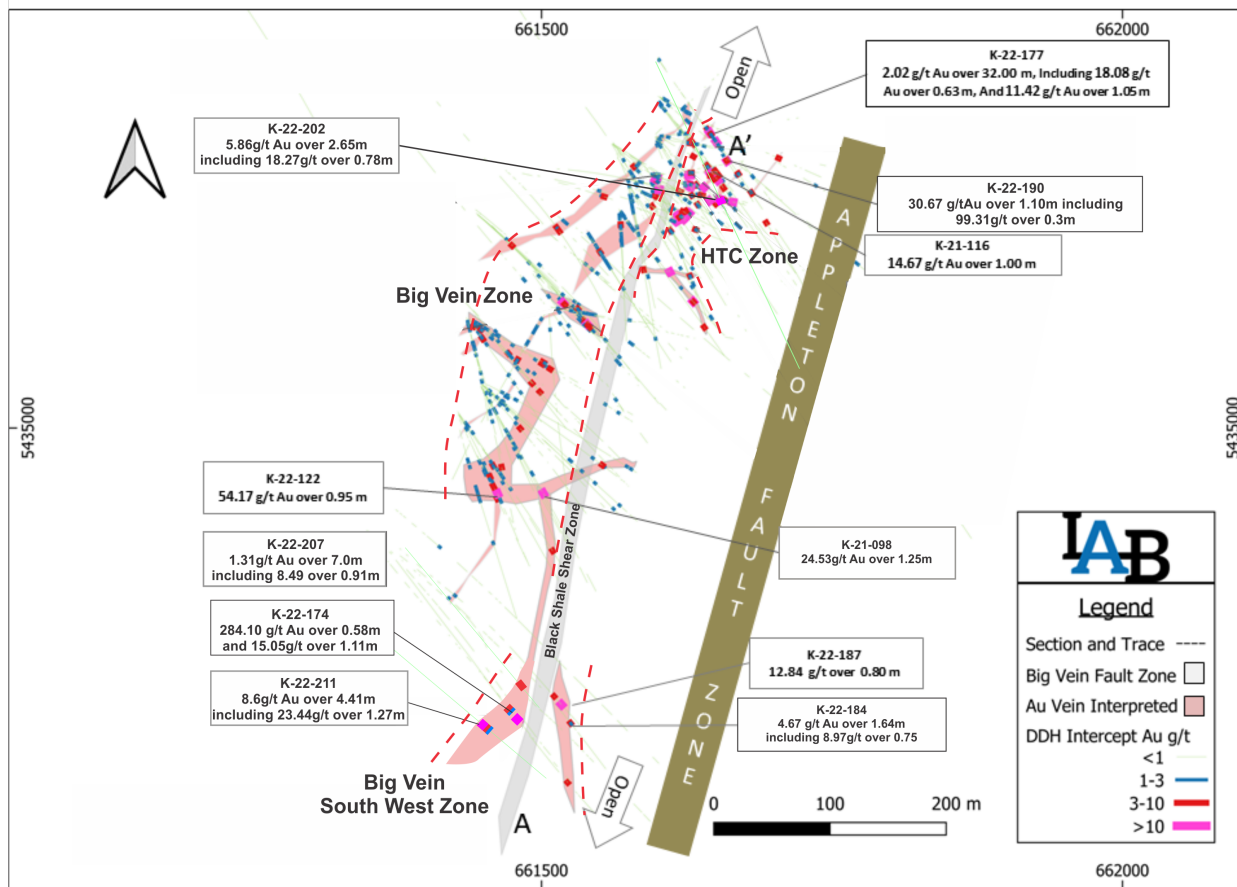 661500
662000
K-22-177
2.02 g/t Au over 32.00 m, Including 18.08 g/t
Au over 0.63 m, And 11.42 g/t Au over 1.05 m
Open
K-22-202
5.86g/t Au over 2.65m
including 18.27g/t over 0.78m
A'
K-22-190
30.67 g/tAu over 1.10m including
99.31g/t over 0.3m
K-21-116
14.67 g/t Au over 1.00 m
HTC Zone
Big Vein Zone
APPLETON FAULT ZONE
5435000
5435000
K-22-122
54.17 g/t Au over 0.95 m
K-21-098
24.53g/t Au over 1.25m
K-22-207
1.31g/t Au over 7.0m
including 8.49 over 0.91m
Black Shale Shear Zone
K-22-174
284.10 g/t Au over 0.58m
and 15.05g/t over 1.11m
K-22-187
12.84 g/t over 0.80 m
K-22-211
8.6g/t Au over 4.41m
including 23.44g/t over 1.27m
K-22-184
4.67 g/t Au over 1.64m
including 8.97g/t over 0.75
Big Vein
South West Zone
A
Open
0 100 200 m
LAB
Legend
Section and Trace
Big Vein Fault Zone
Au Vein Interpreted
DDH Intercept Au g/t
<1
1-3
3-10
>10
661500
662000